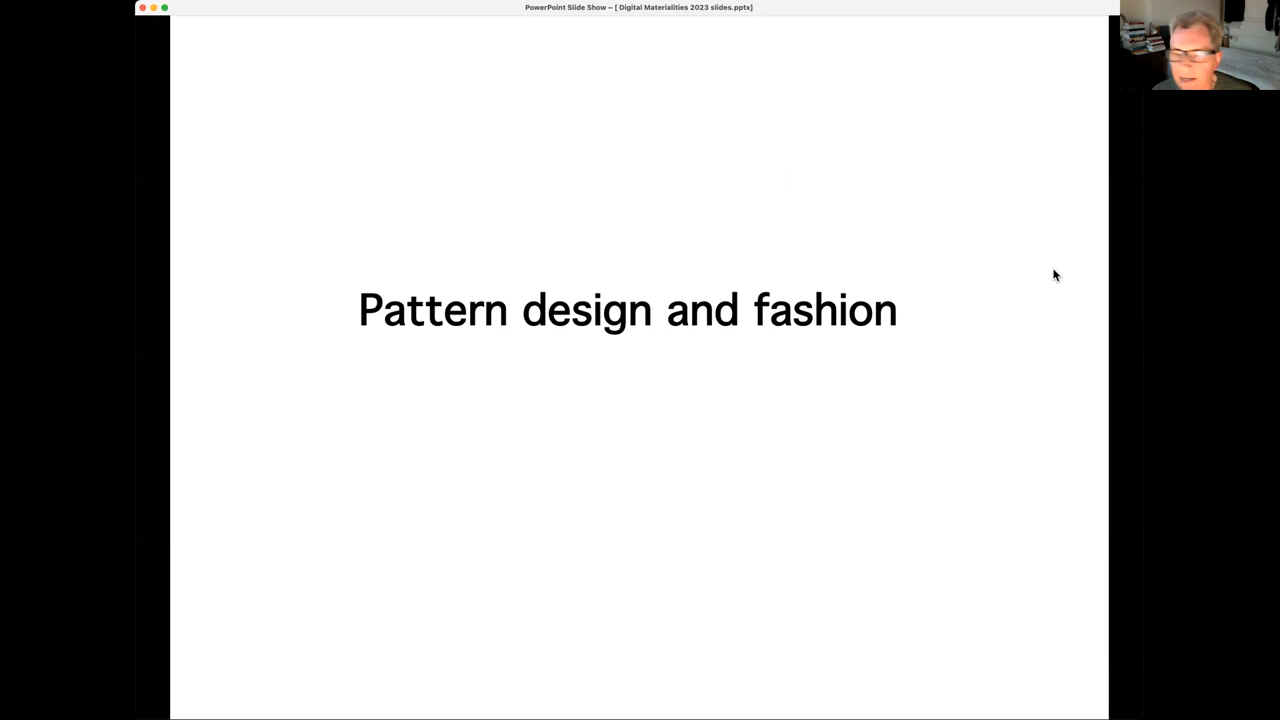 PowerPoint Slide Show – [ Digital Materialities 2023 slides.pptx]
Pattern design and fashion